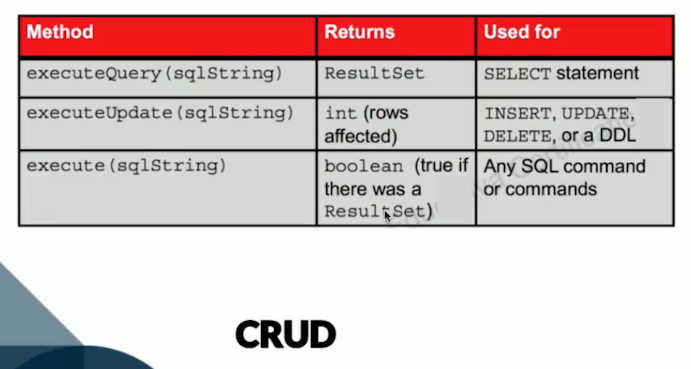 Method Returns Used for
executeQuery(sqlString) ResultSet SELECT statement
executeUpdate(sqlString) int (rows affected) INSERT, UPDATE, DELETE, or a DDL
execute(sqlString) boolean (true if there was a ResultSet) Any SQL command or commands
CRUD